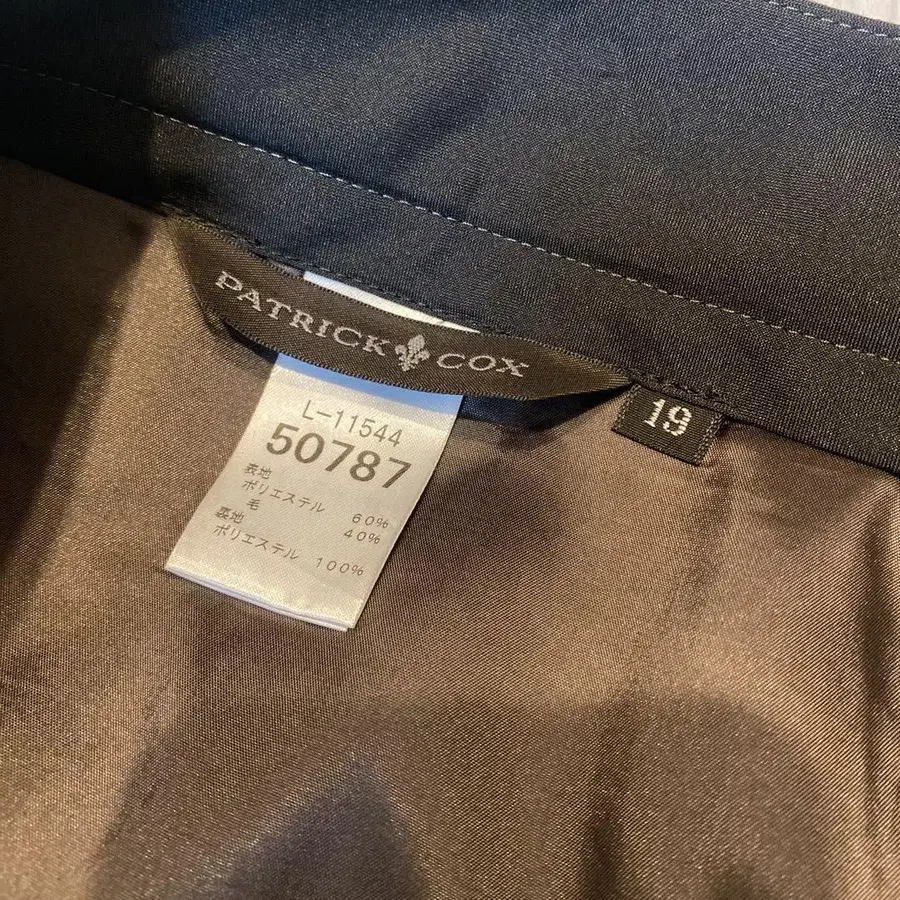 PATRICK COX
19
L-11544
50787
表地
ポリエステル 60%
毛 40%
裏地
ポリエステル 100%